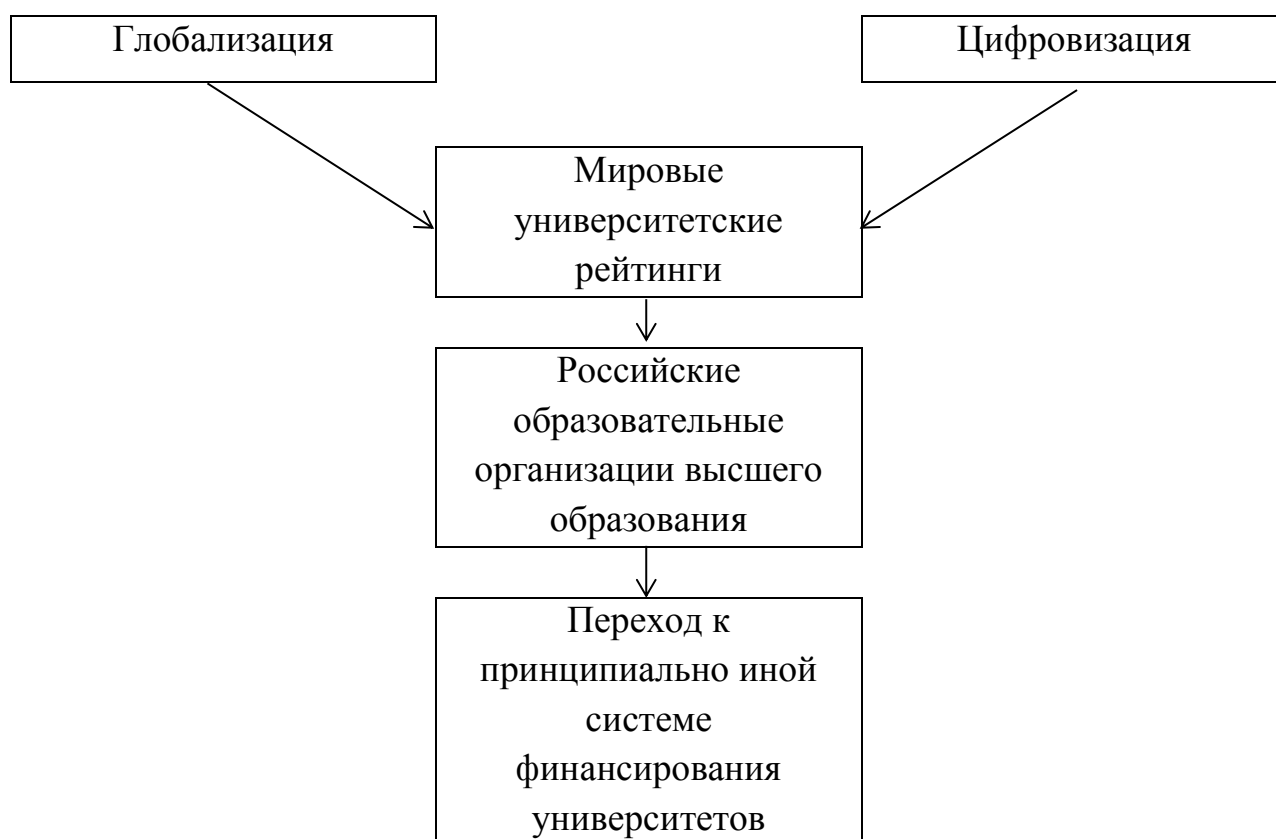 Глобализация
Цифровизация
Мировые
университетские
рейтинги
Российские
образовательные
организации высшего
образования
Переход к
принципиально иной
системе
финансирования
университетов